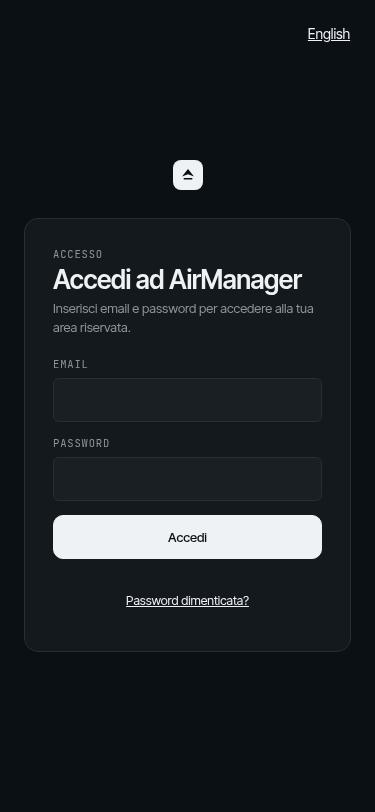 English
ACCESSO
Accedi ad AirManager
Inserisci email e password per accedere alla tua
area riservata.
EMAIL
PASSWORD
Accedi
Password dimenticata?